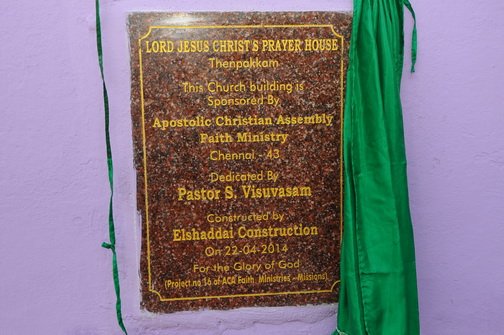 LORD JESUS CHRIST'S PRAYER HOUSE
Thenpakkam
This Church building is
Sponsored By
Apostolic Christian Assembly
Faith Ministry
Chennai - 43
Dedicated By
Pastor S. Visuvasam
Constructed by
Elshaddai Construction
On 22-04-2014
For the Glory of God
(Project.no 16 of ACA Faith Ministries - Missions)